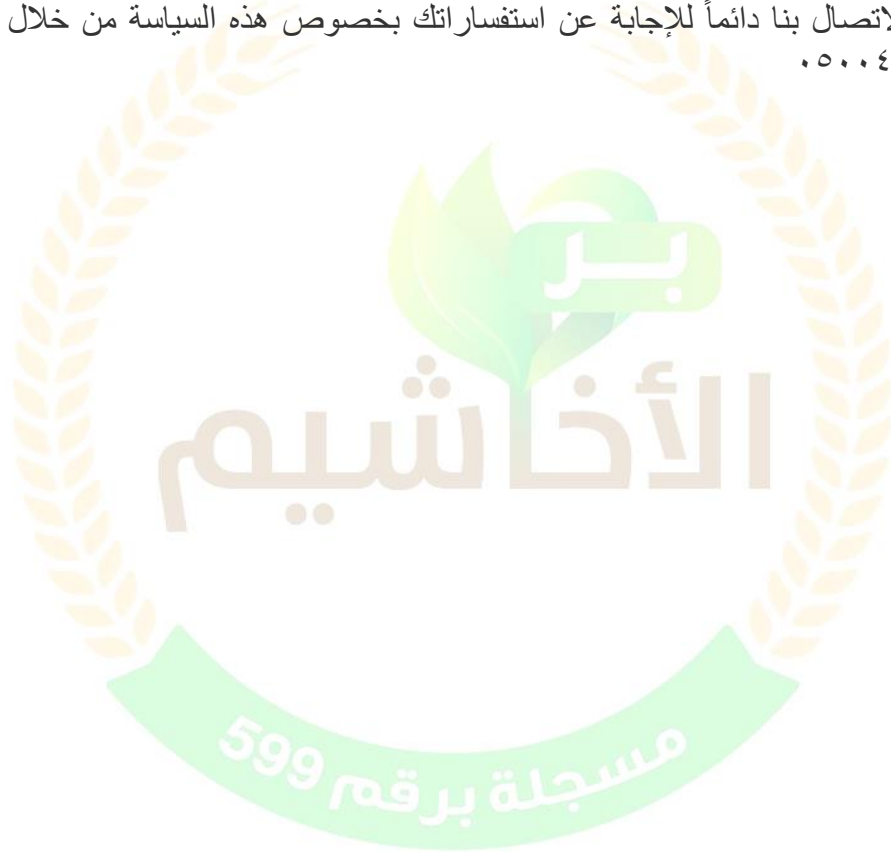 لاتصال بنا دائماً للإجابة عن استفساراتك بخصوص هذه السياسة من خلال
٠٥٠٠٤
بر
الأخاشيم
مسجلة برقم 599